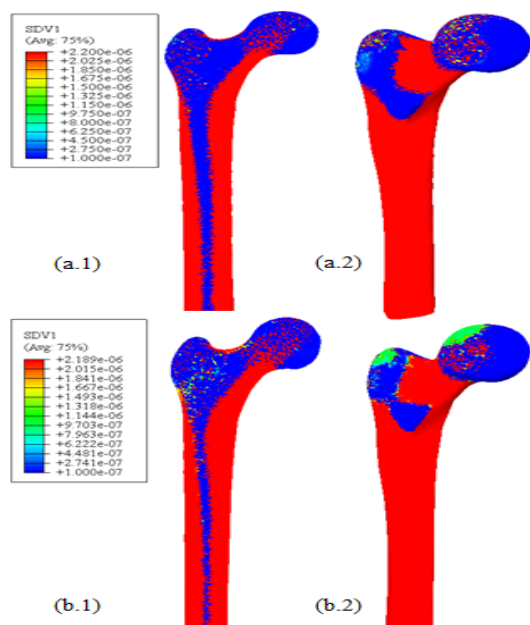 SDV1
(Avg: 75%)
+2.200e-06
+2.025e-06
+1.850e-06
+1.675e-06
+1.500e-06
+1.325e-06
+1.150e-06
+9.750e-07
+8.000e-07
+6.250e-07
+4.500e-07
+2.750e-07
+1.000e-07
(a.1)
(a.2)
SDV1
(Avg: 75%)
+2.189e-06
+2.015e-06
+1.841e-06
+1.667e-06
+1.493e-06
+1.318e-06
+1.144e-06
+9.703e-07
+7.963e-07
+6.222e-07
+4.481e-07
+2.741e-07
+1.000e-07
(b.1)
(b.2)